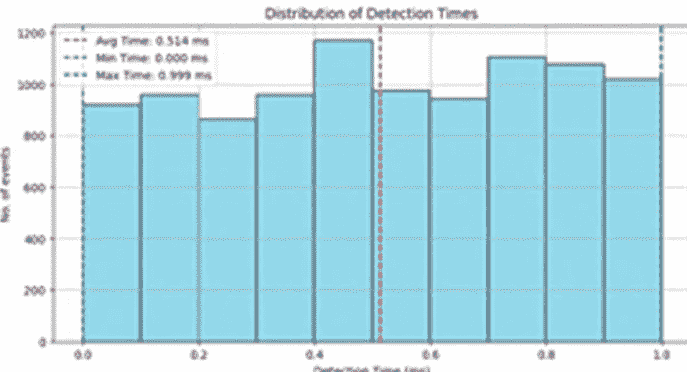 Distribution of Detection Times
Avg Time: 0.514 ms
Min Time: 0.000 ms
Max Time: 0.999 ms
No. of events
1200
1000
800
600
400
200
0
0.0 0.2 0.4 0.6 0.8 1.0
Detection Time (ms)